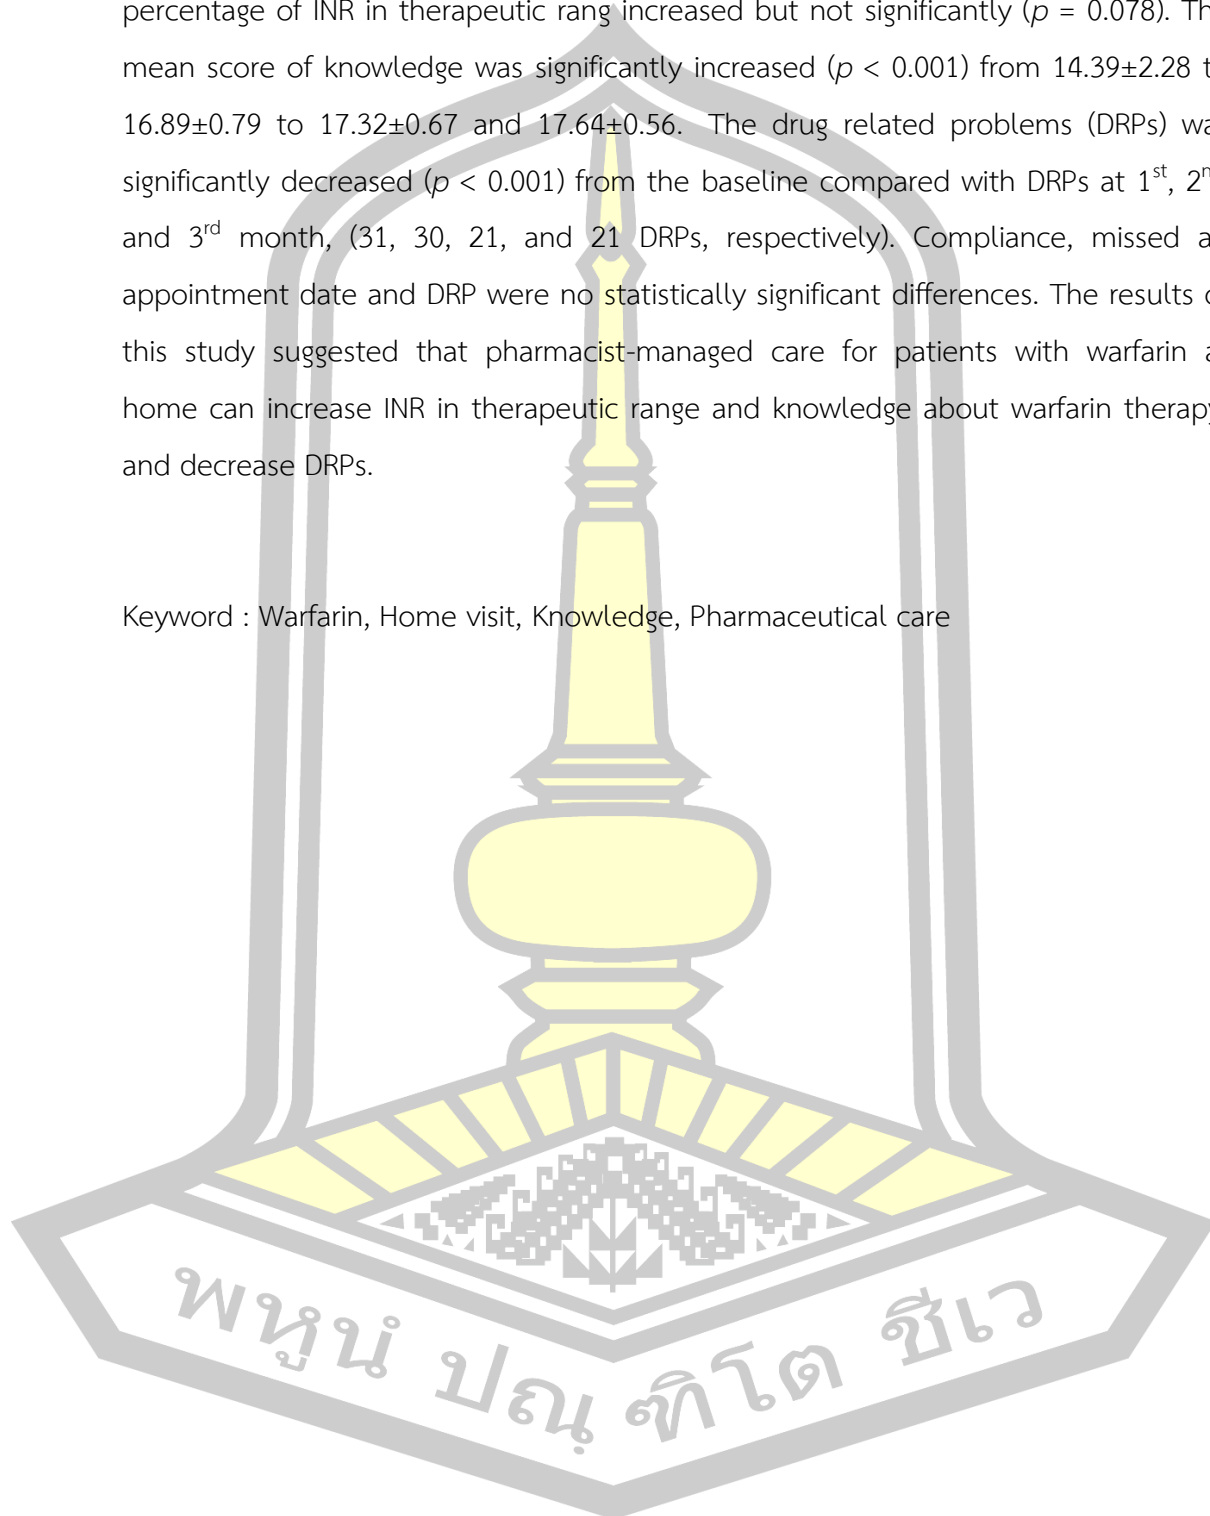 percentage of INR in therapeutic rang increased but not significantly (p = 0.078). Th
mean score of knowledge was significantly increased (p < 0.001) from 14.39±2.28 t
16.89±0.79 to 17.32±0.67 and 17.64±0.56. The drug related problems (DRPs) wa
significantly decreased (p < 0.001) from the baseline compared with DRPs at 1st, 2n
and 3rd month, (31, 30, 21, and 21 DRPs, respectively). Compliance, missed a
appointment date and DRP were no statistically significant differences. The results o
this study suggested that pharmacist-managed care for patients with warfarin a
home can increase INR in therapeutic range and knowledge about warfarin therapy
and decrease DRPs.
Keyword : Warfarin, Home visit, Knowledge, Pharmaceutical care
พหูนํ ปณฺฑิโต ชีเว